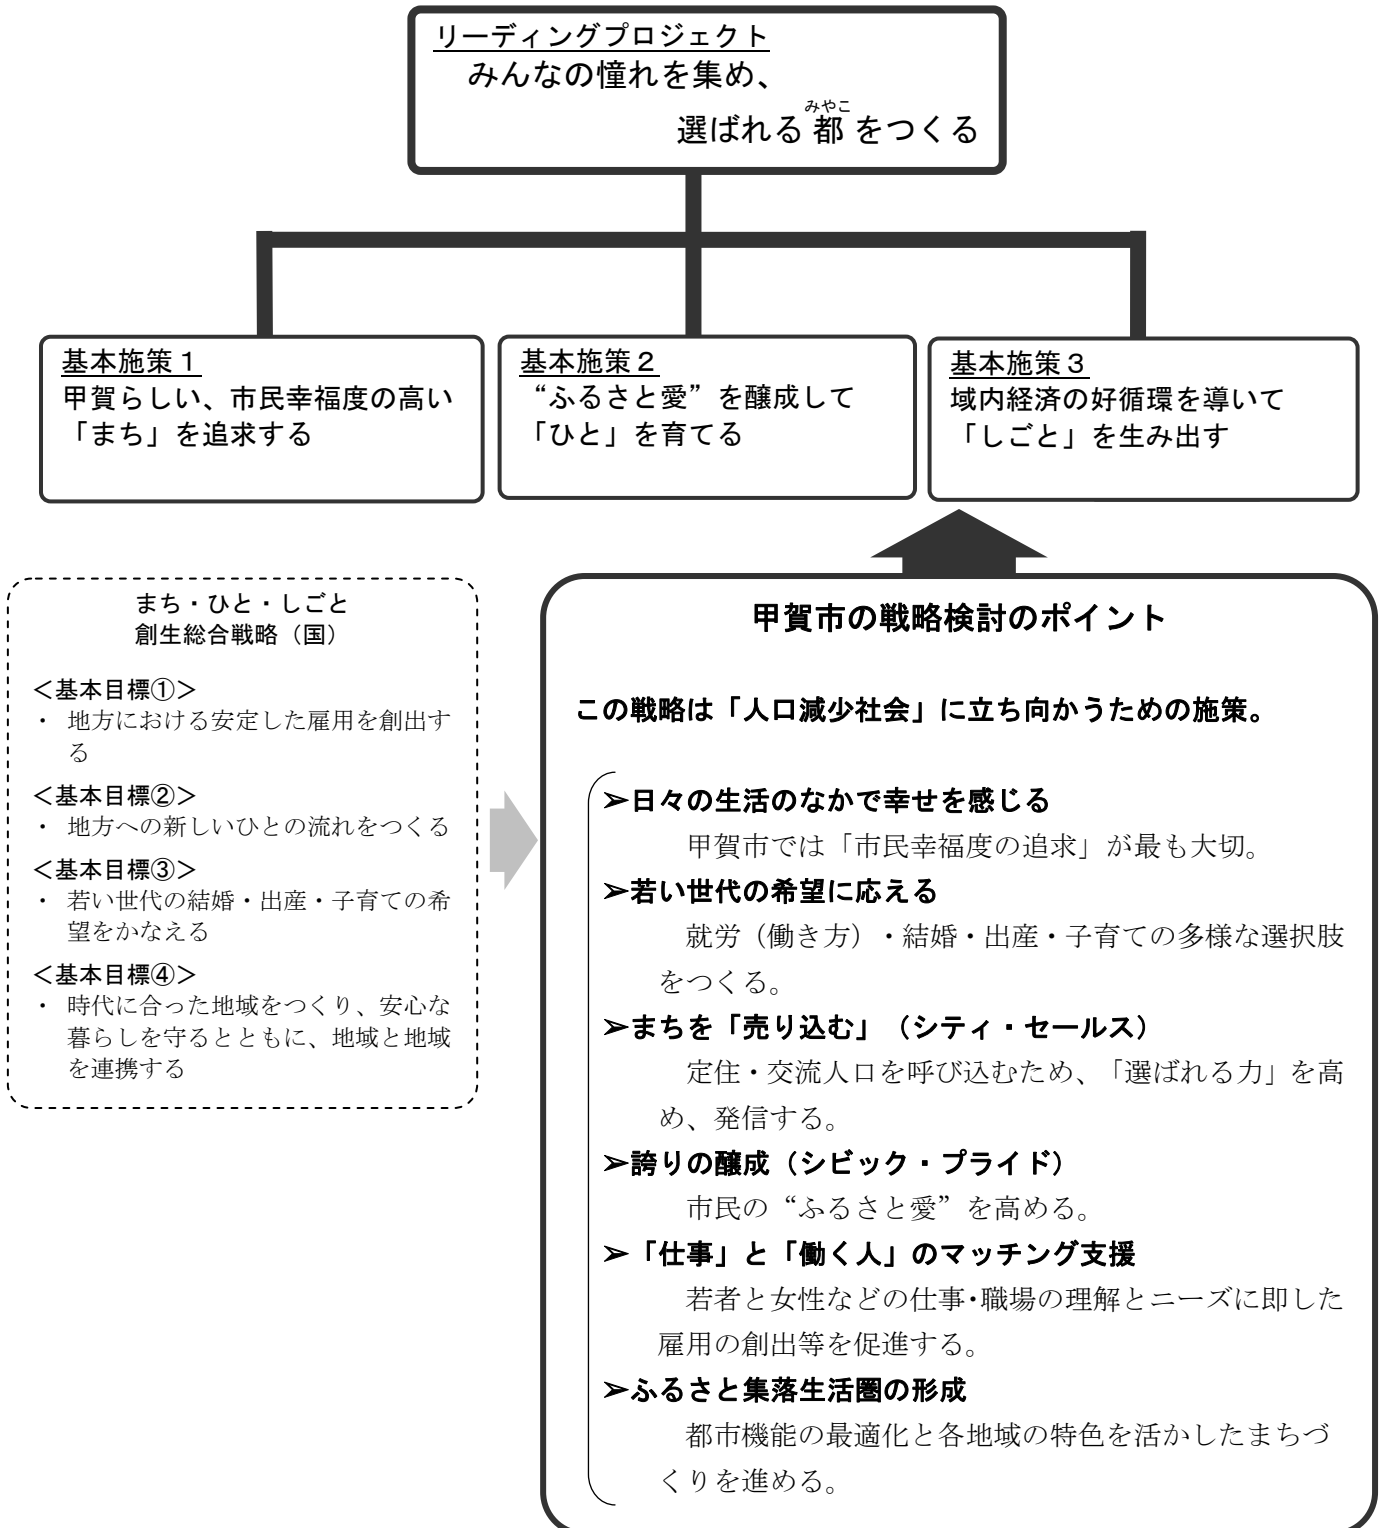 リーディングプロジェクト
みんなの憧れを集め、
みやこ
選ばれる都をつくる
基本施策１
甲賀らしい、市民幸福度の高い
「まち」を追求する
基本施策２
“ふるさと愛”を醸成して
「ひと」を育てる
基本施策３
域内経済の好循環を導いて
「しごと」を生み出す
まち・ひと・しごと
創生総合戦略（国）
＜基本目標①＞
・ 地方における安定した雇用を創出す
る
＜基本目標②＞
・ 地方への新しいひとの流れをつくる
＜基本目標③＞
・ 若い世代の結婚・出産・子育ての希
望をかなえる
＜基本目標④＞
・ 時代に合った地域をつくり、安心な
暮らしを守るとともに、地域と地域
を連携する
甲賀市の戦略検討のポイント
この戦略は「人口減少社会」に立ち向かうための施策。
➢日々の生活のなかで幸せを感じる
甲賀市では「市民幸福度の追求」が最も大切。
➢若い世代の希望に応える
就労（働き方）・結婚・出産・子育ての多様な選択肢
をつくる。
➢まちを「売り込む」（シティ・セールス）
定住・交流人口を呼び込むため、「選ばれる力」を高
め、発信する。
➢誇りの醸成（シビック・プライド）
市民の“ふるさと愛”を高める。
➢「仕事」と「働く人」のマッチング支援
若者と女性などの仕事・職場の理解とニーズに即した
雇用の創出等を促進する。
➢ふるさと集落生活圏の形成
都市機能の最適化と各地域の特色を活かしたまちづ
くりを進める。